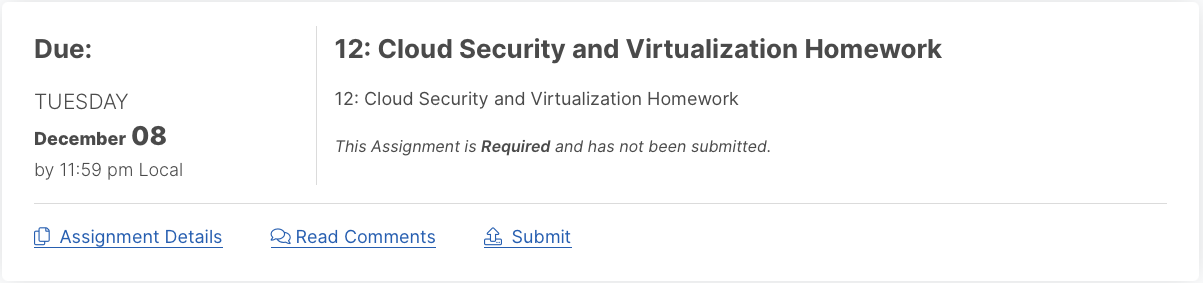 Due:
TUESDAY
December 08
by 11:59 pm Local
12: Cloud Security and Virtualization Homework
12: Cloud Security and Virtualization Homework
This Assignment is Required and has not been submitted.
Assignment Details
Read Comments
Submit